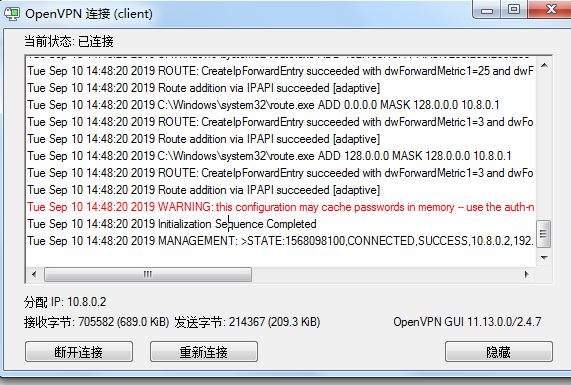 OpenVPN 连接 (client)
当前状态: 已连接
Tue Sep 10 14:48:20 2019 ROUTE: CreateIpForwardEntry succeeded with dwForwardMetric1=25 and dwF
Tue Sep 10 14:48:20 2019 Route addition via IPAPI succeeded [adaptive]
Tue Sep 10 14:48:20 2019 C:\Windows\system32\route.exe ADD 0.0.0.0 MASK 128.0.0.0 10.8.0.1
Tue Sep 10 14:48:20 2019 ROUTE: CreateIpForwardEntry succeeded with dwForwardMetric1=3 and dwFo
Tue Sep 10 14:48:20 2019 Route addition via IPAPI succeeded [adaptive]
Tue Sep 10 14:48:20 2019 C:\Windows\system32\route.exe ADD 128.0.0.0 MASK 128.0.0.0 10.8.0.1
Tue Sep 10 14:48:20 2019 ROUTE: CreateIpForwardEntry succeeded with dwForwardMetric1=3 and dwFo
Tue Sep 10 14:48:20 2019 Route addition via IPAPI succeeded [adaptive]
Tue Sep 10 14:48:20 2019 WARNING: this configuration may cache passwords in memory -- use the auth-n
Tue Sep 10 14:48:20 2019 Initialization Sequence Completed
Tue Sep 10 14:48:20 2019 MANAGEMENT: >STATE:1568098100,CONNECTED,SUCCESS,10.8.0.2,192.
分配 IP: 10.8.0.2
接收字节: 705582 (689.0 KiB) 发送字节: 214367 (209.3 KiB) OpenVPN GUI 11.13.0.0/2.4.7
断开连接 重新连接 隐藏